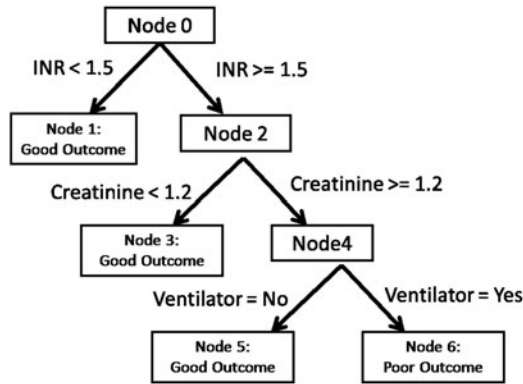 Node 0
INR < 1.5
INR >= 1.5
Node 1:
Good Outcome
Node 2
Creatinine < 1.2
Creatinine >= 1.2
Node 3:
Good Outcome
Node4
Ventilator = No
Ventilator = Yes
Node 5:
Good Outcome
Node 6:
Poor Outcome